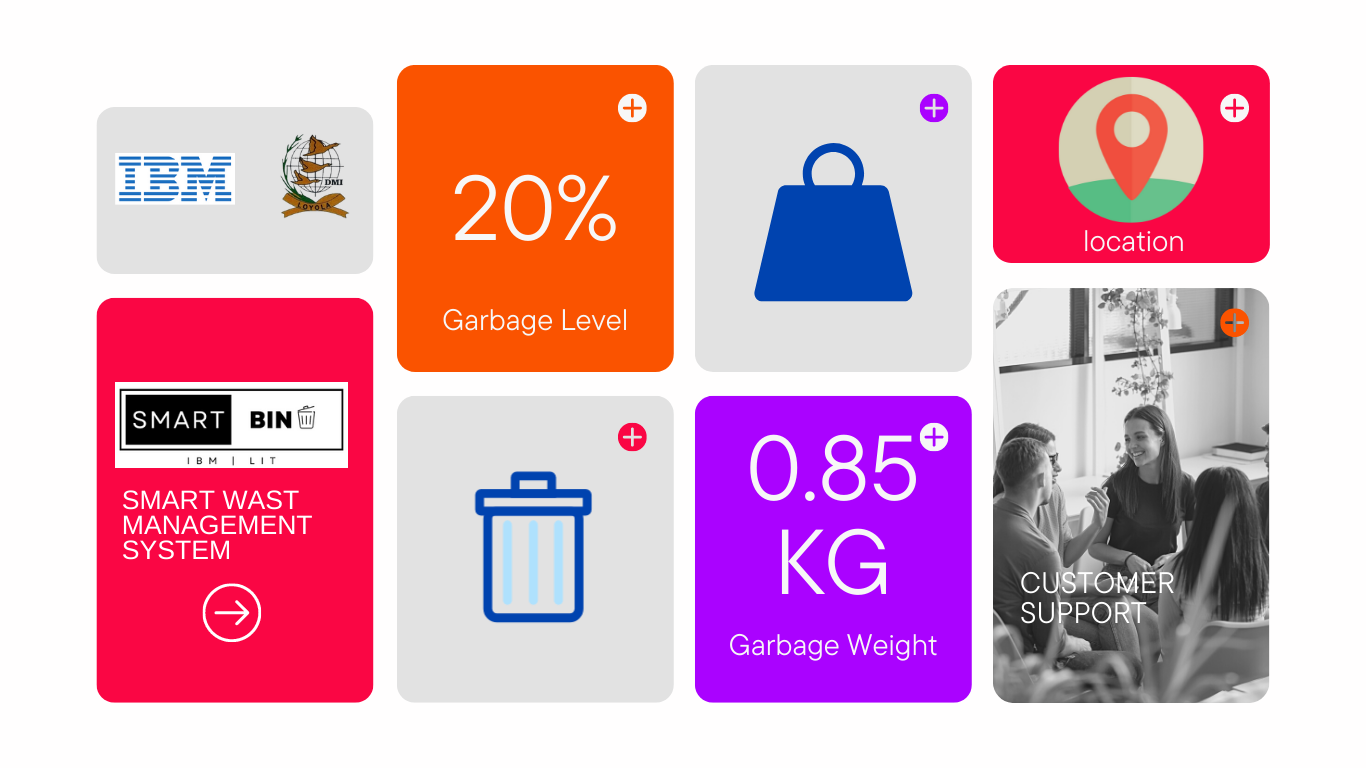 IBM
DMI
LOYOLA
SMART BIN
IBM | LIT
SMART WAST
MANAGEMENT
SYSTEM
20%
Garbage Level
0.85
KG
Garbage Weight
location
CUSTOMER
SUPPORT